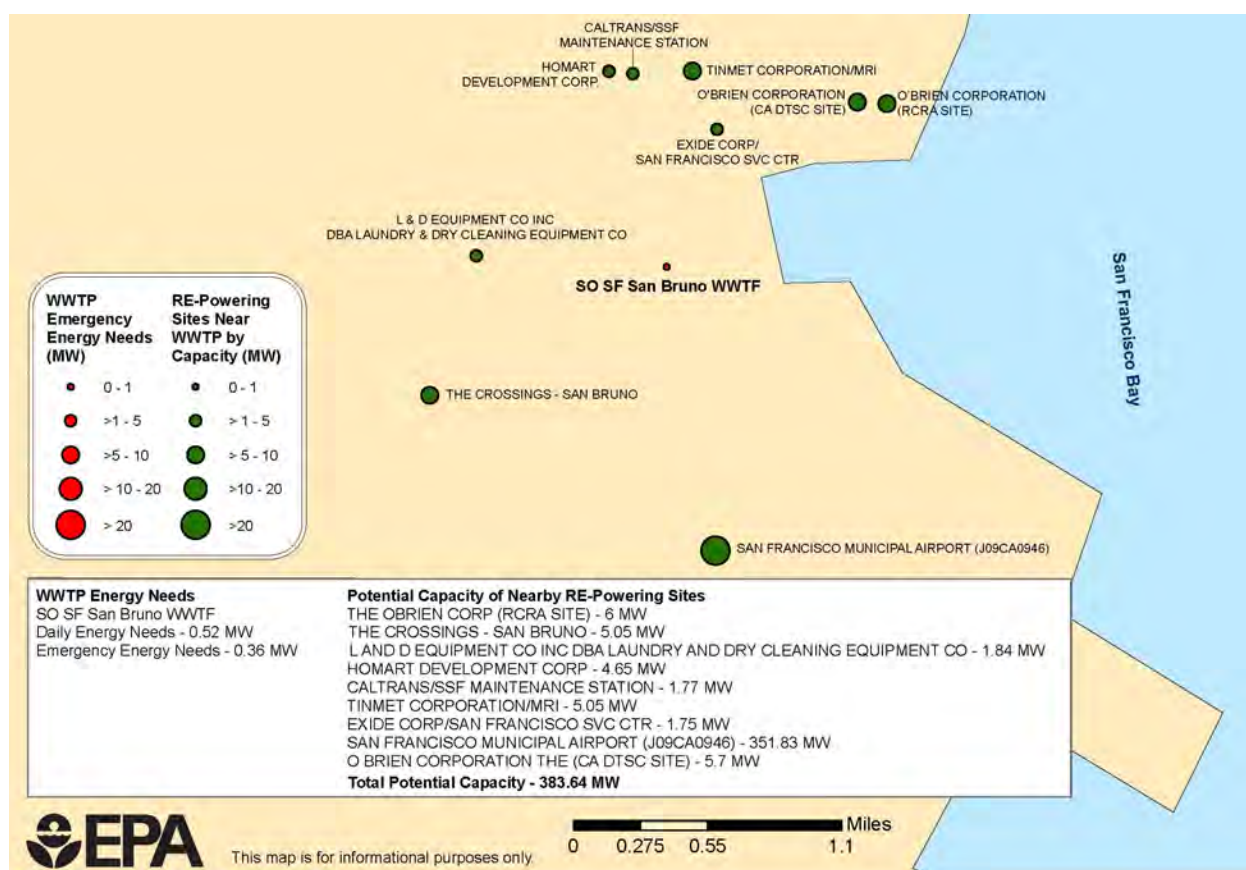 CALTRANS/SSF
MAINTENANCE STATION
HOMART
DEVELOPMENT CORP.
TINMET CORPORATION/MRI
O'BRIEN CORPORATION
(CA DTSC SITE)
O'BRIEN CORPORATION
(RCRA SITE)
EXIDE CORP/
SAN FRANCISCO SVC CTR
L & D EQUIPMENT CO INC
DBA LAUNDRY & DRY CLEANING EQUIPMENT CO
SO SF San Bruno WWTF
San Francisco Bay
THE CROSSINGS - SAN BRUNO
SAN FRANCISCO MUNICIPAL AIRPORT (J09CA0946)
WWTP
Emergency
Energy Needs
(MW)
0 - 1
>1 - 5
>5 - 10
> 10 - 20
> 20
RE-Powering
Sites Near
WWTP by
Capacity (MW)
0 - 1
> 1 - 5
> 5 - 10
>10 - 20
>20
WWTP Energy Needs
SO SF San Bruno WWTF
Daily Energy Needs - 0.52 MW
Emergency Energy Needs - 0.36 MW
Potential Capacity of Nearby RE-Powering Sites
THE OBRIEN CORP (RCRA SITE) - 6 MW
THE CROSSINGS - SAN BRUNO - 5.05 MW
L AND D EQUIPMENT CO INC DBA LAUNDRY AND DRY CLEANING EQUIPMENT CO - 1.84 MW
HOMART DEVELOPMENT CORP - 4.65 MW
CALTRANS/SSF MAINTENANCE STATION - 1.77 MW
TINMET CORPORATION/MRI - 5.05 MW
EXIDE CORP/SAN FRANCISCO SVC CTR - 1.75 MW
SAN FRANCISCO MUNICIPAL AIRPORT (J09CA0946) - 351.83 MW
O BRIEN CORPORATION THE (CA DTSC SITE) - 5.7 MW
Total Potential Capacity - 383.64 MW
EPA
This map is for informational purposes only.
Miles
0 0.275 0.55 1.1